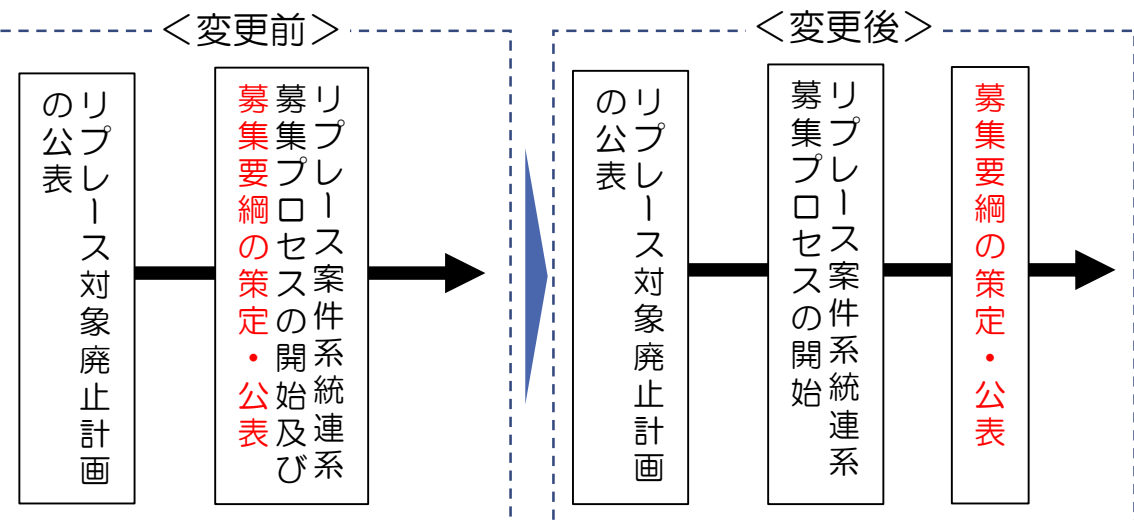 ＜変更前＞
リプレース対象廃止計画
の公表
リプレース案件系統連系
募集プロセスの開始及び
募集要綱の策定・公表
＜変更後＞
リプレース対象廃止計画
の公表
リプレース案件系統連系
募集プロセスの開始
募集要綱の策定・公表